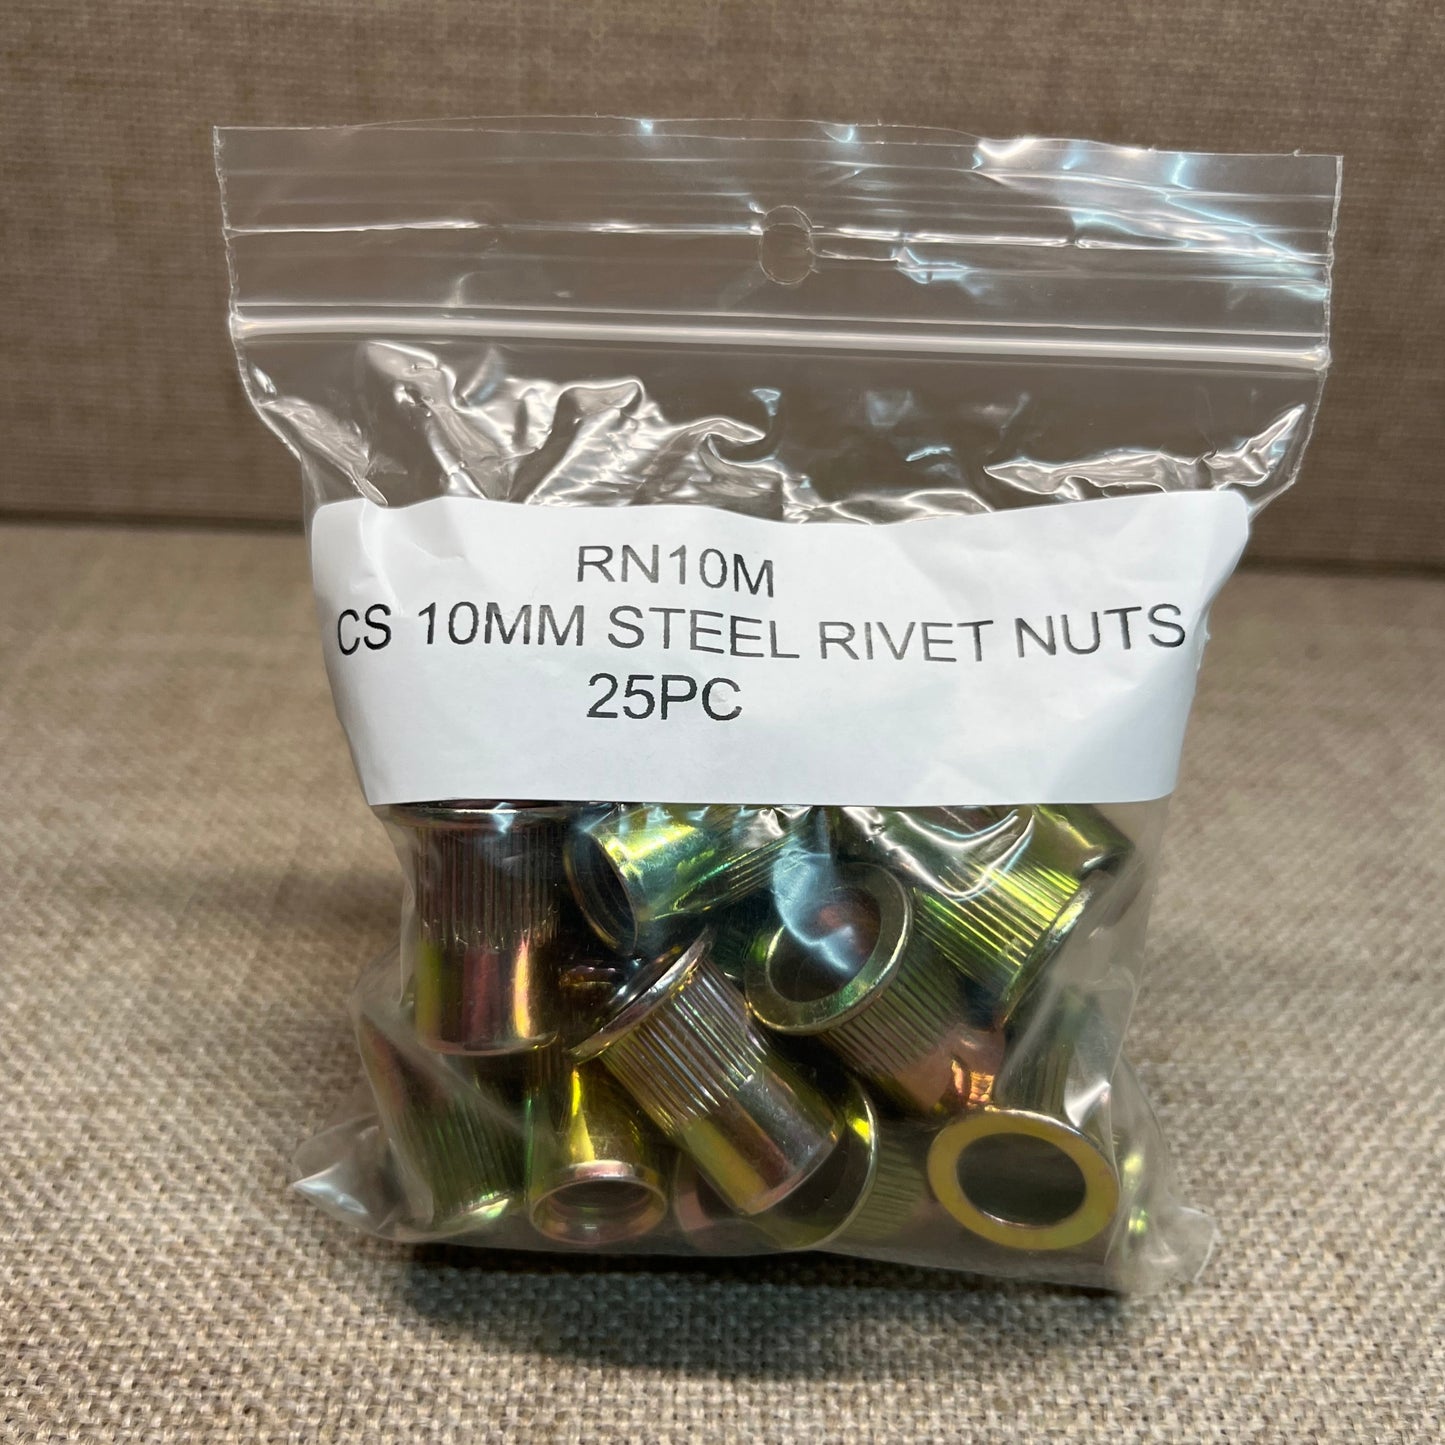 RN10M
CS 10MM STEEL RIVET NUTS
25PC